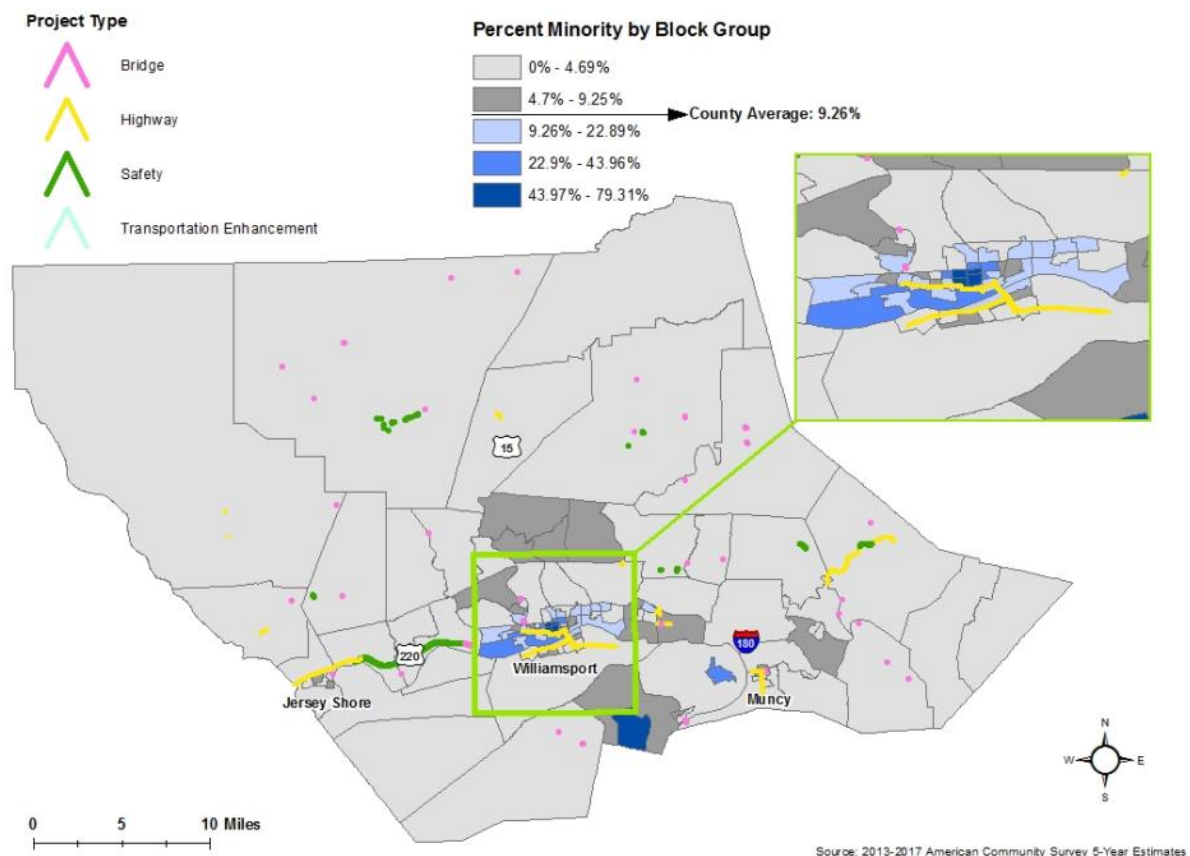 Project Type
Bridge
Highway
Safety
Transportation Enhancement
Percent Minority by Block Group
0% - 4.69%
4.7% - 9.25%
County Average: 9.26%
9.26% - 22.89%
22.9% - 43.96%
43.97% - 79.31%
15
220
180
Williamsport
Jersey Shore
Muncy
N
W E
S
0 5 10 Miles
Source: 2013-2017 American Community Survey 5-Year Estimates